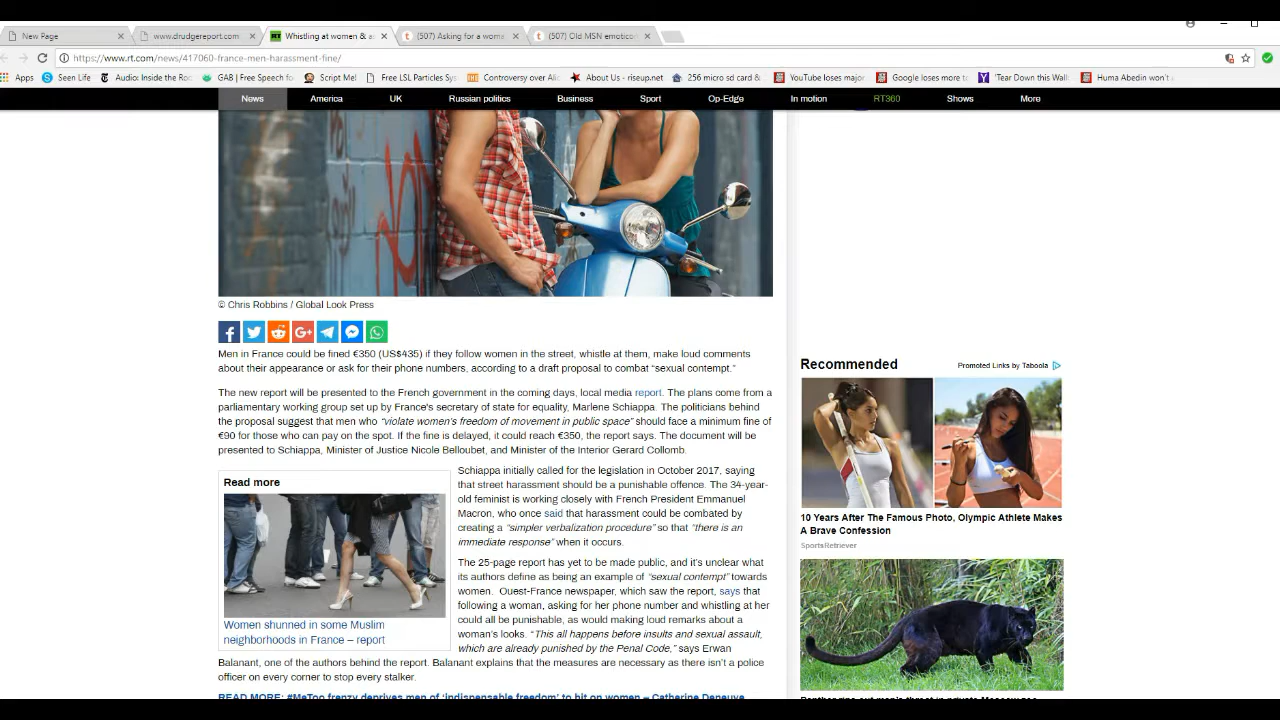 New Page
www.drudgereport.com
Whistling at women & a
(507) Asking for a woma
(507) Old MSN emotico
https://www.rt.com/news/417060-france-men-harassment-fine/
Apps
Seen Life
Audio: Inside the Ro
GAB | Free Speech fo
Script Me!
Free LSL Particles Sys
Controversy over Ali
About Us - riseup.net
256 micro sd card &
YouTube loses major
Google loses more te
'Tear Down this Wall
Huma Abedin won't
News
America
UK
Russian politics
Business
Sport
Op-Edge
In motion
RT360
Shows
More
© Chris Robbins / Global Look Press
Men in France could be fined €350 (US$435) if they follow women in the street, whistle at them, make loud comments
about their appearance or ask for their phone numbers, according to a draft proposal to combat “sexual contempt.”
The new report will be presented to the French government in the coming days, local media report. The plans come from a
parliamentary working group set up by France's secretary of state for equality, Marlene Schiappa. The politicians behind
the proposal suggest that men who “violate women's freedom of movement in public space” should face a minimum fine of
€90 for those who can pay on the spot. If the fine is delayed, it could reach €350, the report says. The document will be
presented to Schiappa, Minister of Justice Nicole Belloubet, and Minister of the Interior Gerard Collomb.
Read more
Women shunned in some Muslim
neighborhoods in France – report
Schiappa initially called for the legislation in October 2017, saying
that street harassment should be a punishable offence. The 34-year-
old feminist is working closely with French President Emmanuel
Macron, who once said that harassment could be combated by
creating a “simpler verbalization procedure” so that “there is an
immediate response” when it occurs.
The 25-page report has yet to be made public, and it's unclear what
its authors define as being an example of “sexual contempt” towards
women. Ouest-France newspaper, which saw the report, says that
following a woman, asking for her phone number and whistling at her
could all be punishable, as would making loud remarks about a
woman's looks. “This all happens before insults and sexual assault,
which are already punished by the Penal Code,” says Erwan
Balanant, one of the authors behind the report. Balanant explains that the measures are necessary as there isn't a police
officer on every corner to stop every stalker.
READ MORE: #MeToo frenzy deprives men of 'indispensable freedom' to hit on women – Catherine Deneuve
Recommended
Promoted Links by Taboola
10 Years After The Famous Photo, Olympic Athlete Makes
A Brave Confession
SportsRetriever